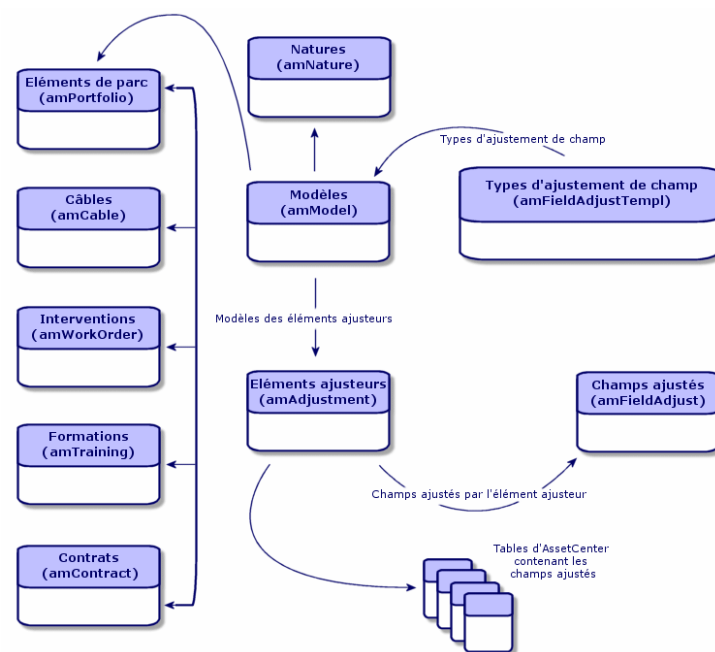 Natures
(amNature)
Eléments de parc
(amPortfolio)
Types d'ajustement de champ
Câbles
(amCable)
Modèles
(amModel)
Types d'ajustement de champ
(amFieldAdjustTempl)
Interventions
(amWorkOrder)
Modèles des éléments ajusteurs
Eléments ajusteurs
(amAdjustment)
Champs ajustés
(amFieldAdjust)
Formations
(amTraining)
Champs ajustés par l'élément ajusteur
Contrats
(amContract)
Tables d'AssetCenter
contenant les
champs ajustés